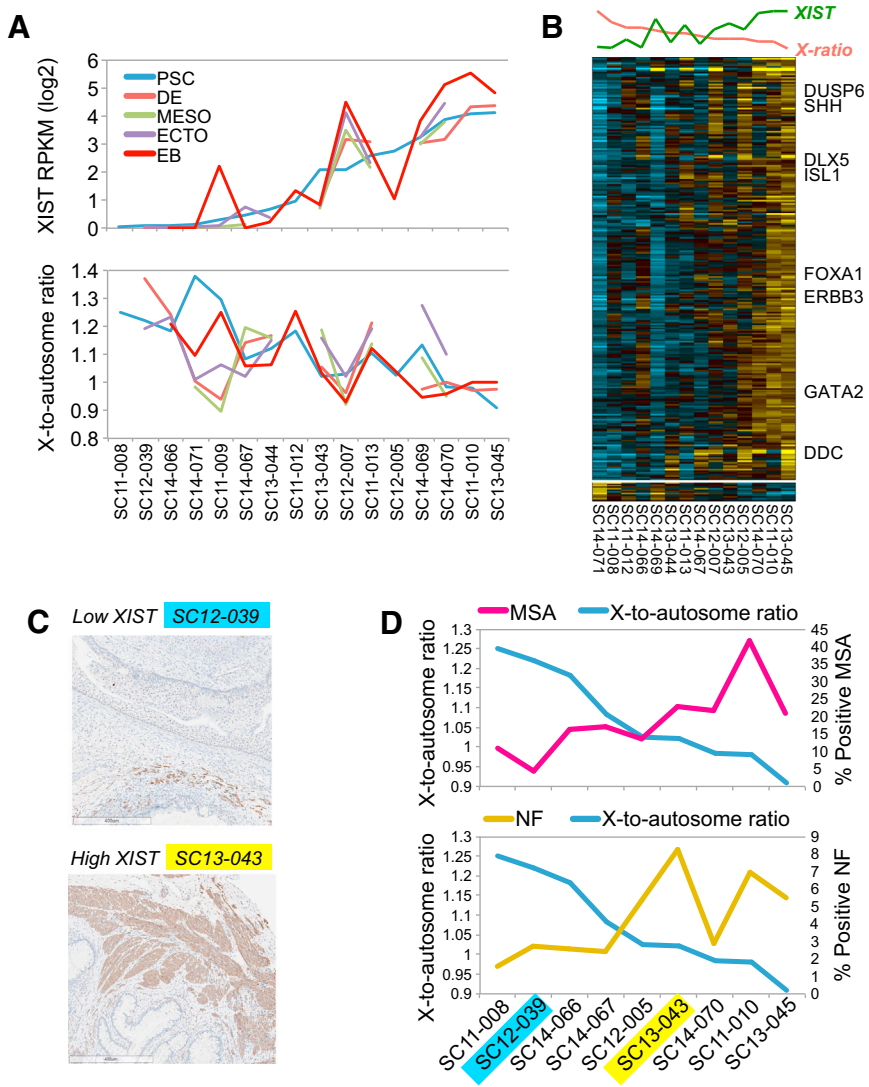 A
XIST RPKM (log2)
6
5
4
3
2
1
0
PSC
DE
MESO
ECTO
EB
X-to-autosome ratio
1.4
1.3
1.2
1.1
1
0.9
0.8
SC11-008
SC12-039
SC14-066
SC14-071
SC11-009
SC14-067
SC13-044
SC11-012
SC13-043
SC12-007
SC11-013
SC12-005
SC14-069
SC14-070
SC11-010
SC13-045
B
XIST
X-ratio
DUSP6
SHH
DLX5
ISL1
FOXA1
ERBB3
GATA2
DDC
SC14-071
SC11-008
SC11-012
SC14-066
SC14-069
SC13-044
SC11-013
SC14-067
SC12-007
SC13-043
SC12-005
SC14-070
SC11-010
SC13-045
C
Low XIST SC12-039
400um
High XIST SC13-043
400um
D
MSA X-to-autosome ratio
X-to-autosome ratio
1.3
1.25
1.2
1.15
1.1
1.05
1
0.95
0.9
45
40
35
30
25
20
15
10
5
0
% Positive MSA
NF X-to-autosome ratio
X-to-autosome ratio
1.3
1.25
1.2
1.15
1.1
1.05
1
0.95
0.9
9
8
7
6
5
4
3
2
1
0
% Positive NF
SC11-008
SC12-039
SC14-066
SC14-067
SC12-005
SC13-043
SC14-070
SC11-010
SC13-045